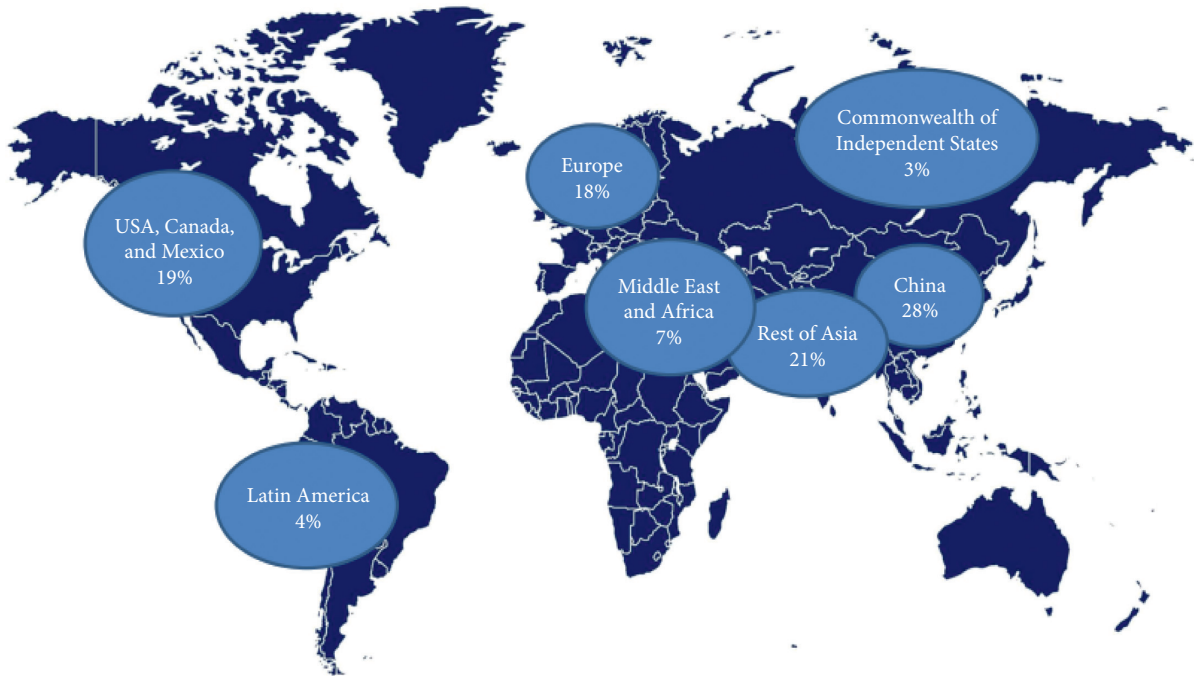 Commonwealth of
Independent States
3%
Europe
18%
USA, Canada,
and Mexico
19%
Middle East
and Africa
7%
China
28%
Rest of Asia
21%
Latin America
4%